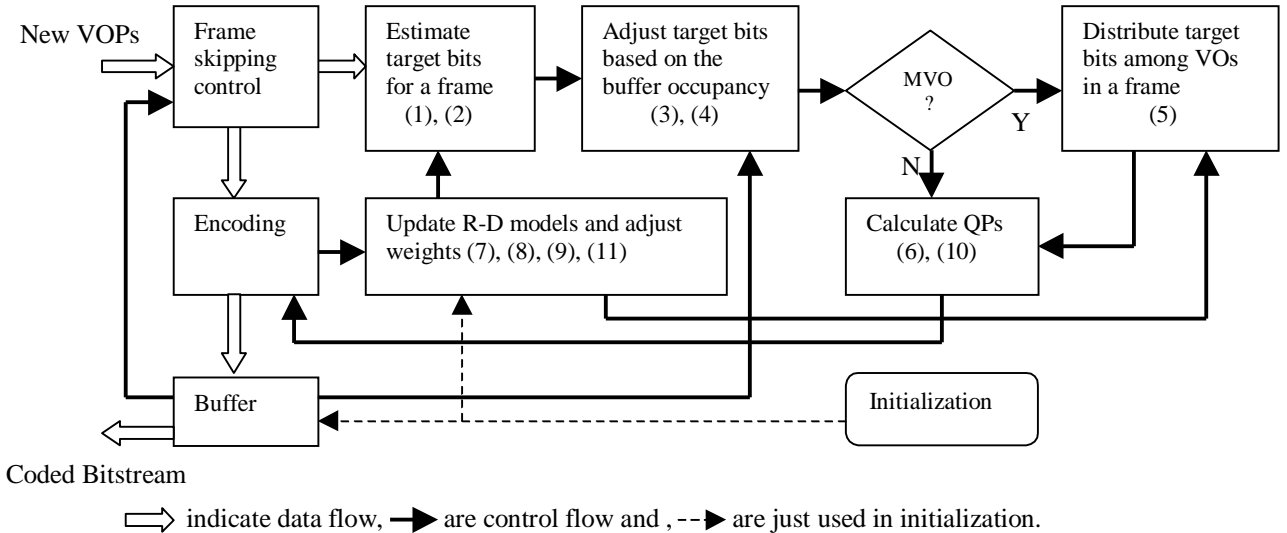 New VOPs
Frame
skipping
control
Estimate
target bits
for a frame
(1), (2)
Adjust target bits
based on the
buffer occupancy
(3), (4)
MVO
?
Y
N
Distribute target
bits among VOs
in a frame
(5)
Encoding
Update R-D models and adjust
weights (7), (8), (9), (11)
Calculate QPs
(6), (10)
Buffer
Initialization
Coded Bitstream
indicate data flow, are control flow and , are just used in initialization.